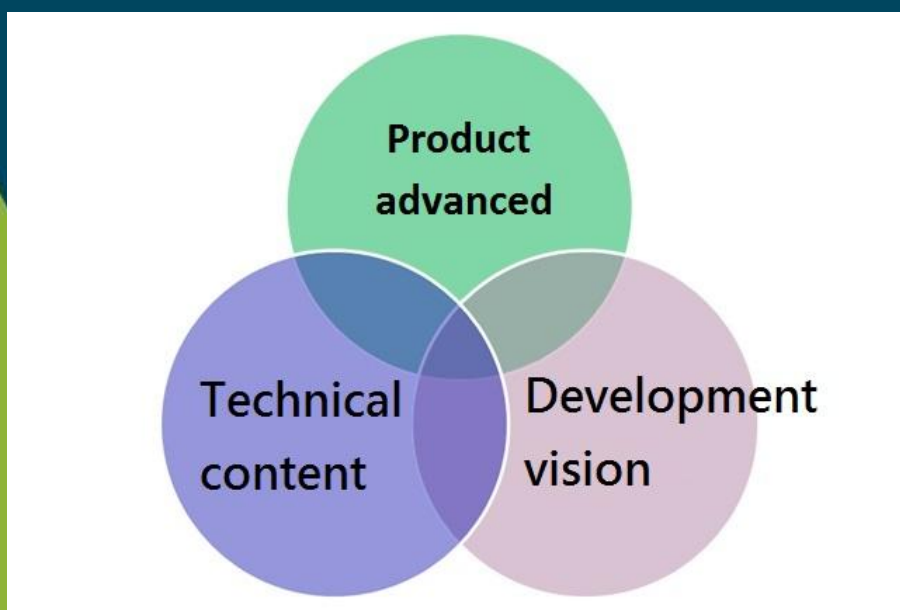 Product
advanced
Technical
content
Development
vision